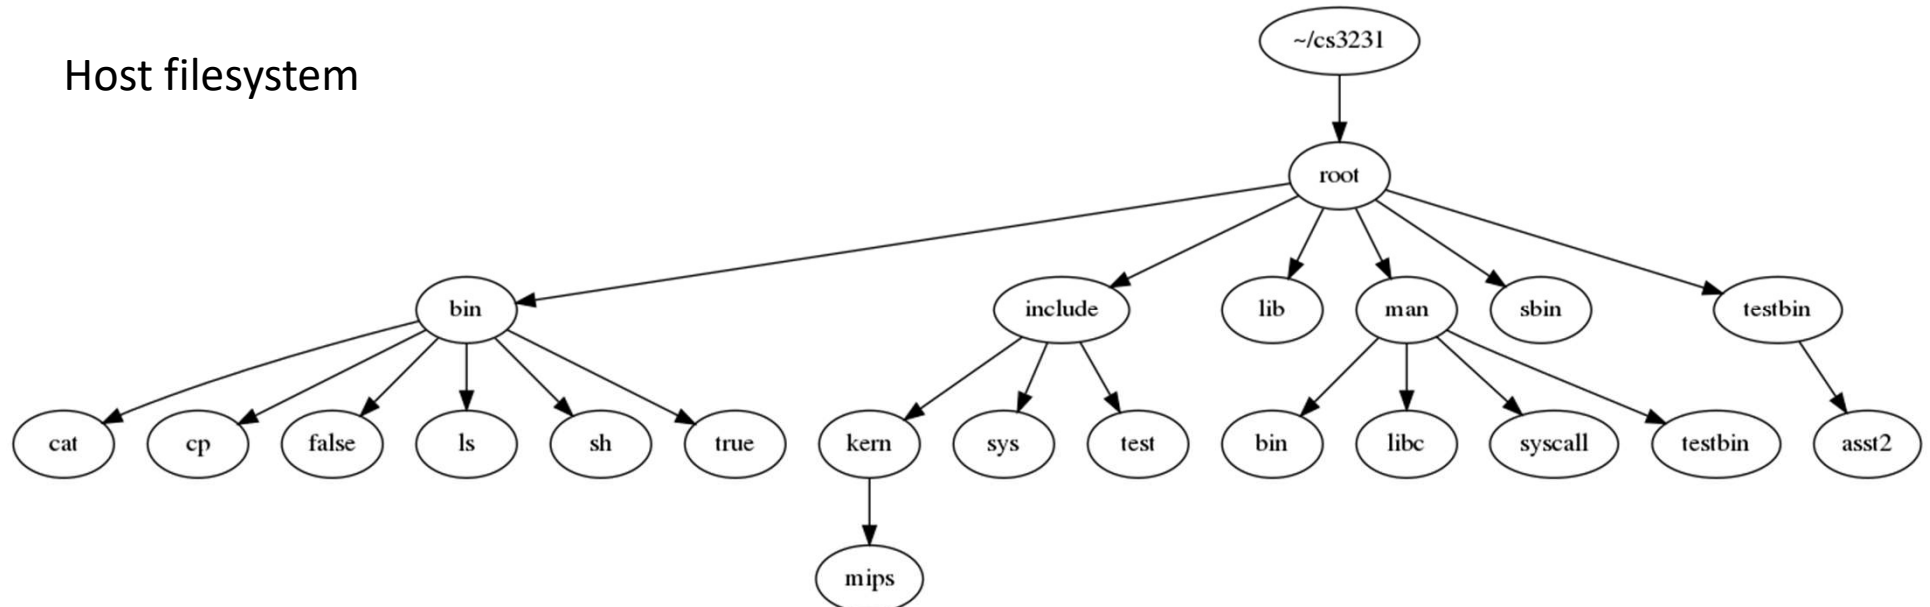 Host filesystem
~/cs3231
root
bin
include
lib
man
sbin
testbin
cat
cp
false
ls
sh
true
kern
sys
test
bin
libc
syscall
testbin
asst2
mips